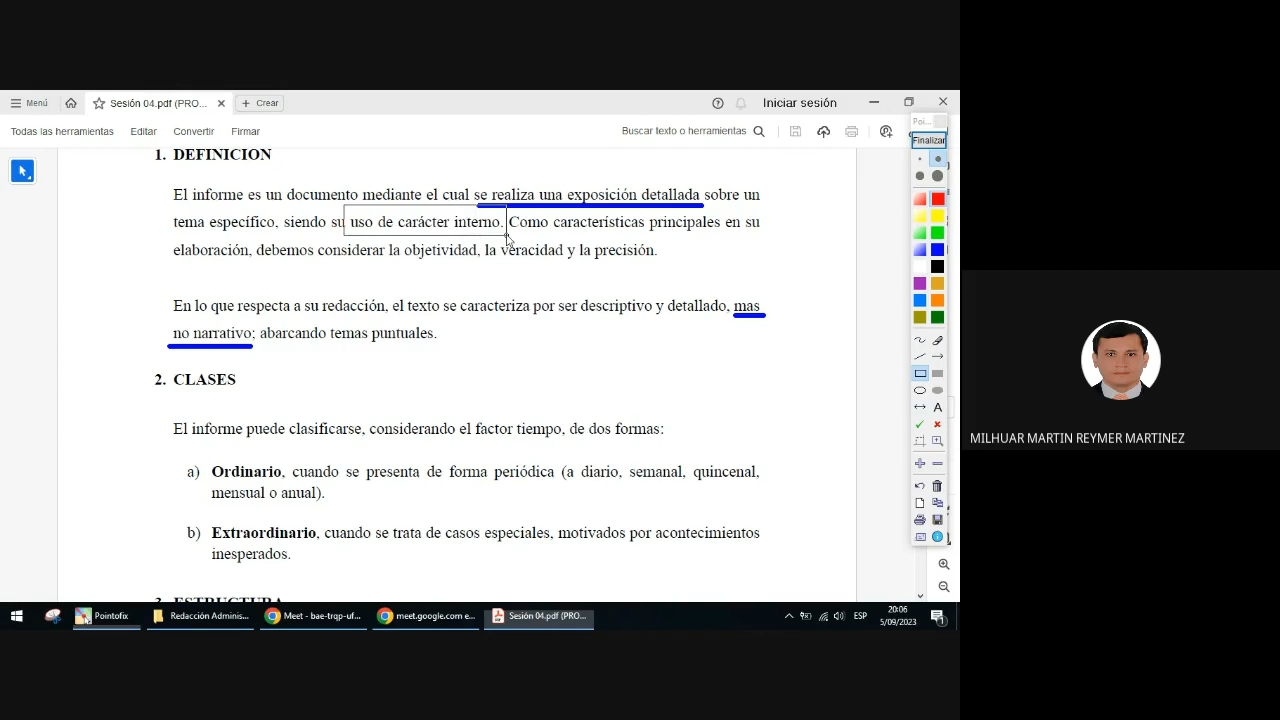 Menú
Sesión 04.pdf (PRO...
Crear
Iniciar sesión
Todas las herramientas
Editar
Convertir
Firmar
Buscar texto o herramientas
Poi...
Finalizar
1. DEFINICION
El informe es un documento mediante el cual se realiza una exposición detallada sobre un
tema específico, siendo su uso de carácter interno. Como características principales en su
elaboración, debemos considerar la objetividad, la veracidad y la precisión.
En lo que respecta a su redacción, el texto se caracteriza por ser descriptivo y detallado, mas
no narrativo; abarcando temas puntuales.
2. CLASES
El informe puede clasificarse, considerando el factor tiempo, de dos formas:
a) Ordinario, cuando se presenta de forma periódica (a diario, semanal, quincenal,
mensual o anual).
b) Extraordinario, cuando se trata de casos especiales, motivados por acontecimientos
inesperados.
3. ESTRUCTURA
MILHUAR MARTIN REYMER MARTINEZ
Pointofix
Redacción Adminis...
Meet - bae-trqp-uf...
meet.google.com e...
Sesión 04.pdf (PRO...
ESP
20:06
5/09/2023
1